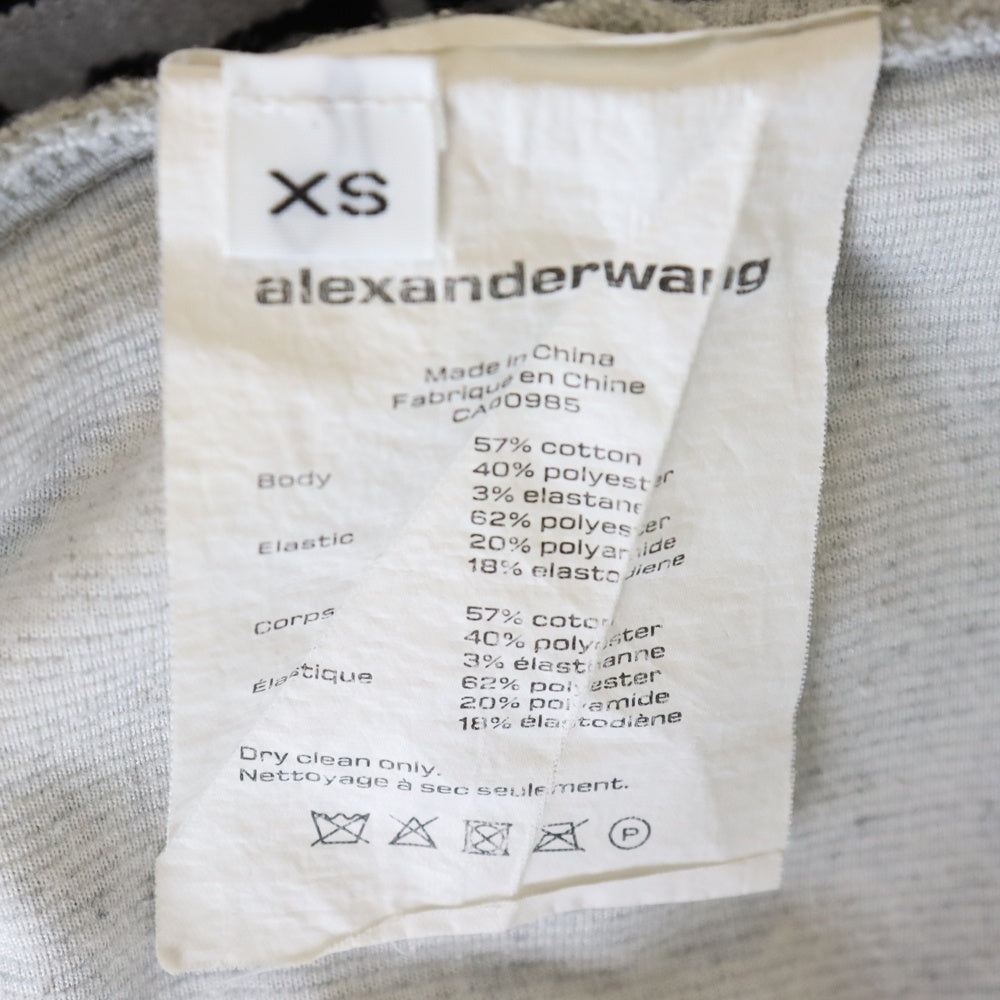 XS
alexanderwang
Made in China
Fabriqué en Chine
CA00985
Body 57% cotton
40% polyester
3% elastane
Elastic 62% polyester
20% polyamide
18% elastodiene
Corps 57% coton
40% polyester
3% élasthanne
Élastique 62% polyester
20% polyamide
18% élastodiène
Dry clean only.
Nettoyage à sec seulement.
P